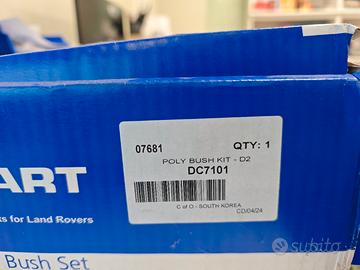 07681 QTY: 1
POLY BUSH KIT - D2
DC7101
C of O - SOUTH KOREA
CD/04/24
ART
ks for Land Rovers
Bush Set
subito